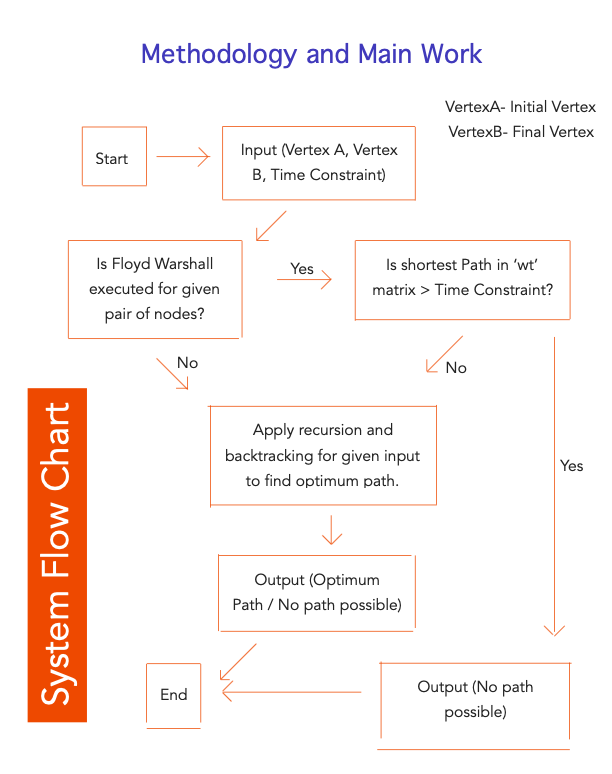 Methodology and Main Work
VertexA- Initial Vertex
VertexB- Final Vertex
Start
Input (Vertex A, Vertex
B, Time Constraint)
Is Floyd Warshall
executed for given
pair of nodes?
Yes
Is shortest Path in ‘wt’
matrix > Time Constraint?
No
No
Apply recursion and
backtracking for given input
to find optimum path.
Yes
Output (Optimum
Path / No path possible)
End
Output (No path
possible)
System Flow Chart